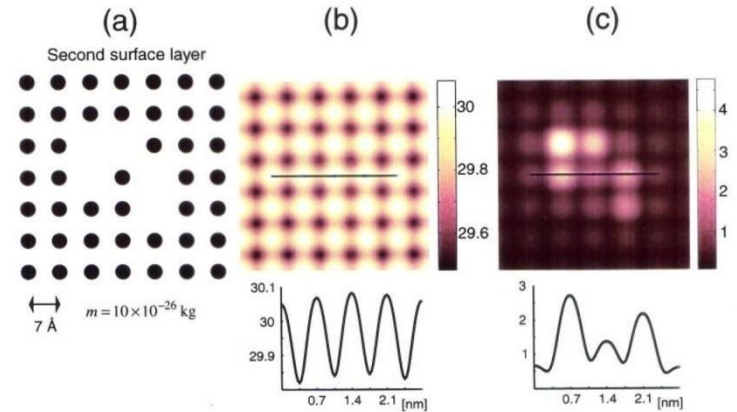 (a)
(b)
(c)
Second surface layer
7 Å
m = 10×10⁻²⁶ kg
30
29.8
29.6
4
3
2
1
30.1
30
29.9
0.7 1.4 2.1 [nm]
3
2
1
0.7 1.4 2.1 [nm]